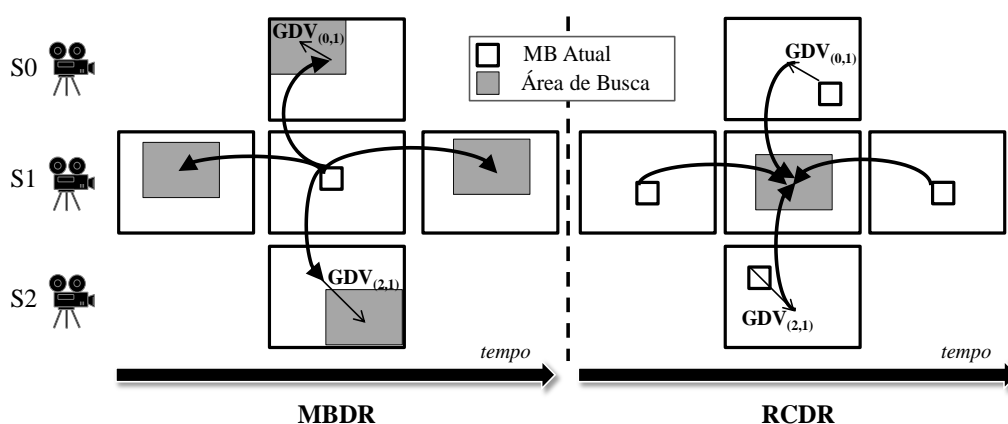 S0
GDV(0,1)
MB Atual
Área de Busca
GDV(0,1)
S1
S2
GDV(2,1)
GDV(2,1)
tempo
tempo
MBDR
RCDR